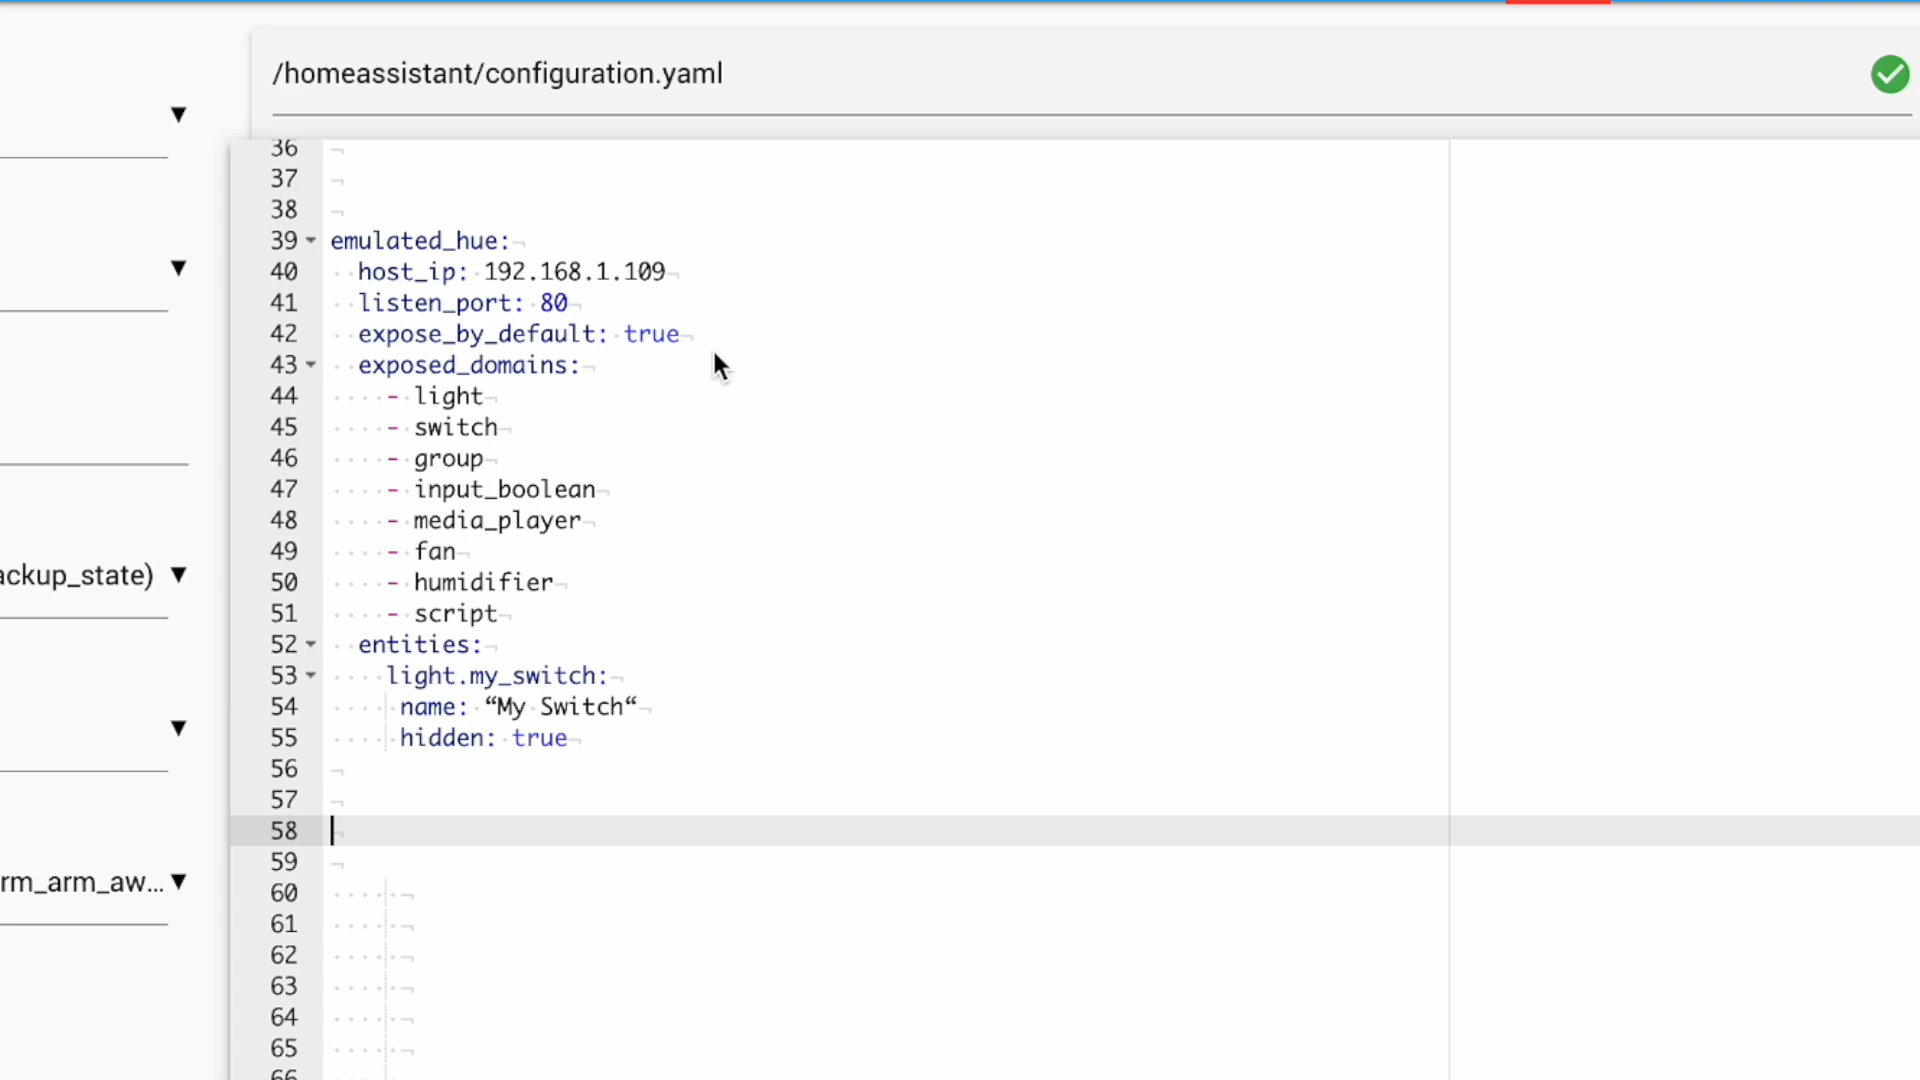 /homeassistant/configuration.yaml
36
37
38
39 emulated_hue:
40 host_ip: 192.168.1.109
41 listen_port: 80
42 expose_by_default: true
43 exposed_domains:
44 - light
45 - switch
46 - group
47 - input_boolean
48 - media_player
49 - fan
50 - humidifier
51 - script
52 entities:
53 light.my_switch:
54 name: “My Switch“
55 hidden: true
56
57
58
59
60
61
62
63
64
65
66
ackup_state)
rm_arm_aw...